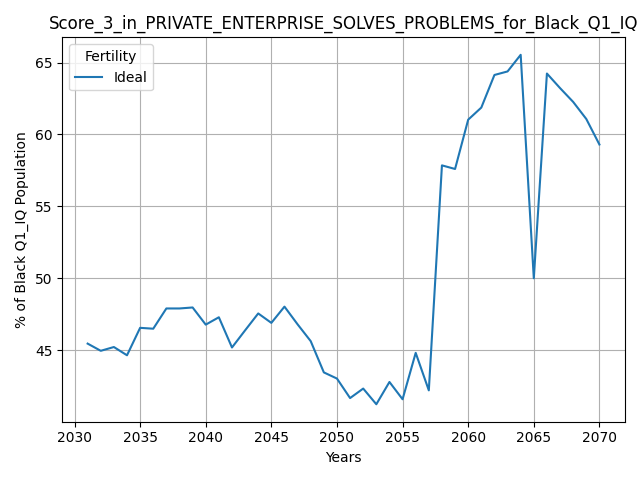 Score_3_in_PRIVATE_ENTERPRISE_SOLVES_PROBLEMS_for_Black_Q1_IQ
Fertility
Ideal
65
60
55
50
45
% of Black Q1_IQ Population
2030 2035 2040 2045 2050 2055 2060 2065 2070
Years